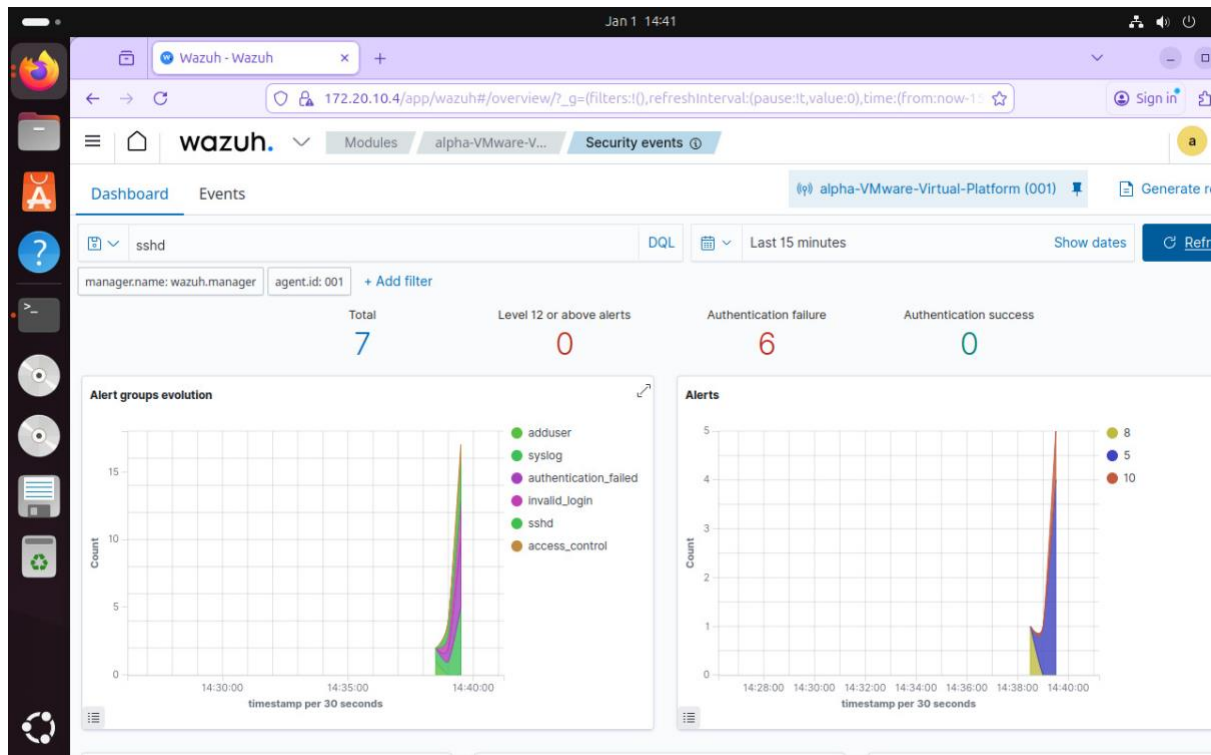 Jan 1 14:41
Wazuh - Wazuh
172.20.10.4/app/wazuh#/overview/?_g=(filters:!(),refreshInterval:(pause:!t,value:0),time:(from:now-15
Sign in
wazuh.
Modules
alpha-VMware-V...
Security events
a
Dashboard
Events
alpha-VMware-Virtual-Platform (001)
Generate re
sshd
DQL
Last 15 minutes
Show dates
Refr
manager.name: wazuh.manager
agent.id: 001
+ Add filter
Total
7
Level 12 or above alerts
0
Authentication failure
6
Authentication success
0
Alert groups evolution
15
10
5
0
Count
14:30:00 14:35:00 14:40:00
timestamp per 30 seconds
adduser
syslog
authentication_failed
invalid_login
sshd
access_control
Alerts
5
4
3
2
1
0
Count
14:28:00 14:30:00 14:32:00 14:34:00 14:36:00 14:38:00 14:40:00
timestamp per 30 seconds
8
5
10